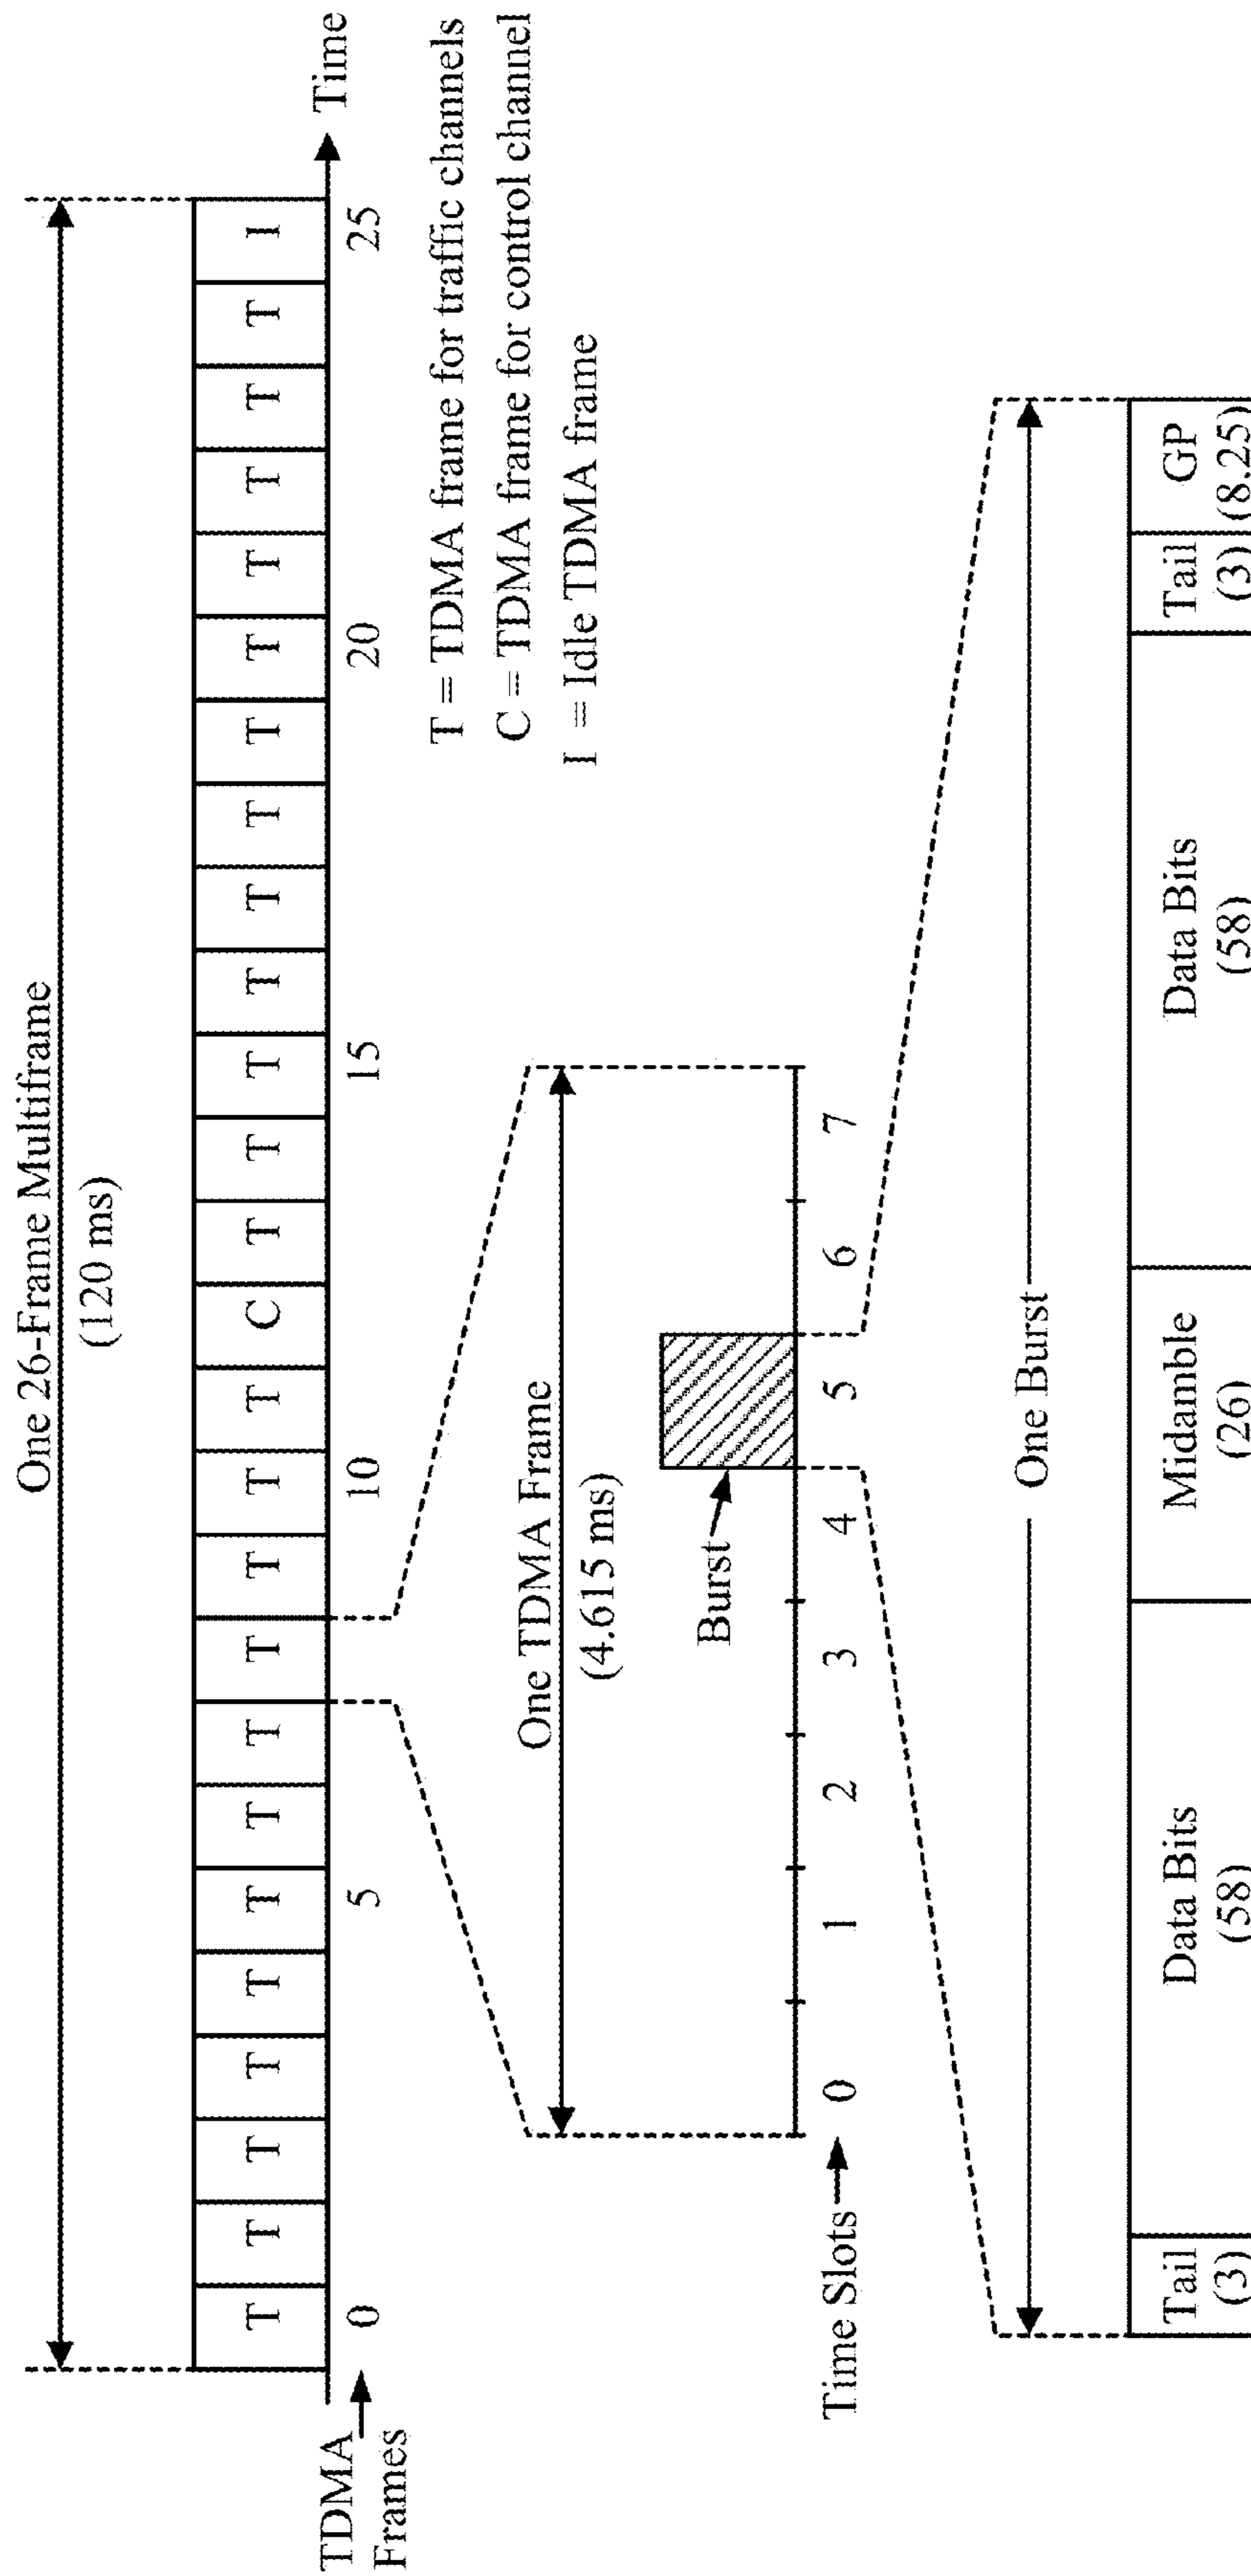 One 26-Frame Multiframe
(120 ms)
T T T T T T T T T T T T C T T T T T T T T T T T T I
TDMA
Frames
0 5 10 15 20 25 Time
T = TDMA frame for traffic channels
C = TDMA frame for control channel
I = Idle TDMA frame
One TDMA Frame
(4.615 ms)
Burst
Time Slots 0 1 2 3 4 5 6 7
One Burst
Tail
(3)
Data Bits
(58)
Midamble
(26)
Data Bits
(58)
Tail
(3)
GP
(8.25)